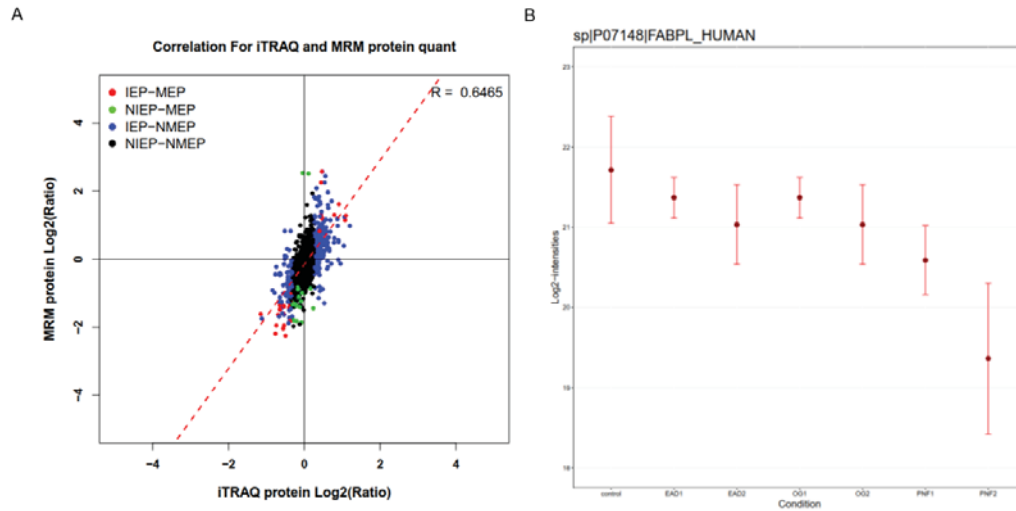 A
Correlation For iTRAQ and MRM protein quant
IEP-MEP
NIEP-MEP
IEP-NMEP
NIEP-NMEP
R = 0.6465
4
2
0
−2
−4
MRM protein Log2(Ratio)
−4 −2 0 2 4
iTRAQ protein Log2(Ratio)
B
sp|P07148|FABPL_HUMAN
23
22
21
20
19
18
Log2-intensities
control EAD1 EAD2 OG1 OG2 PNF1 PNF2
Condition